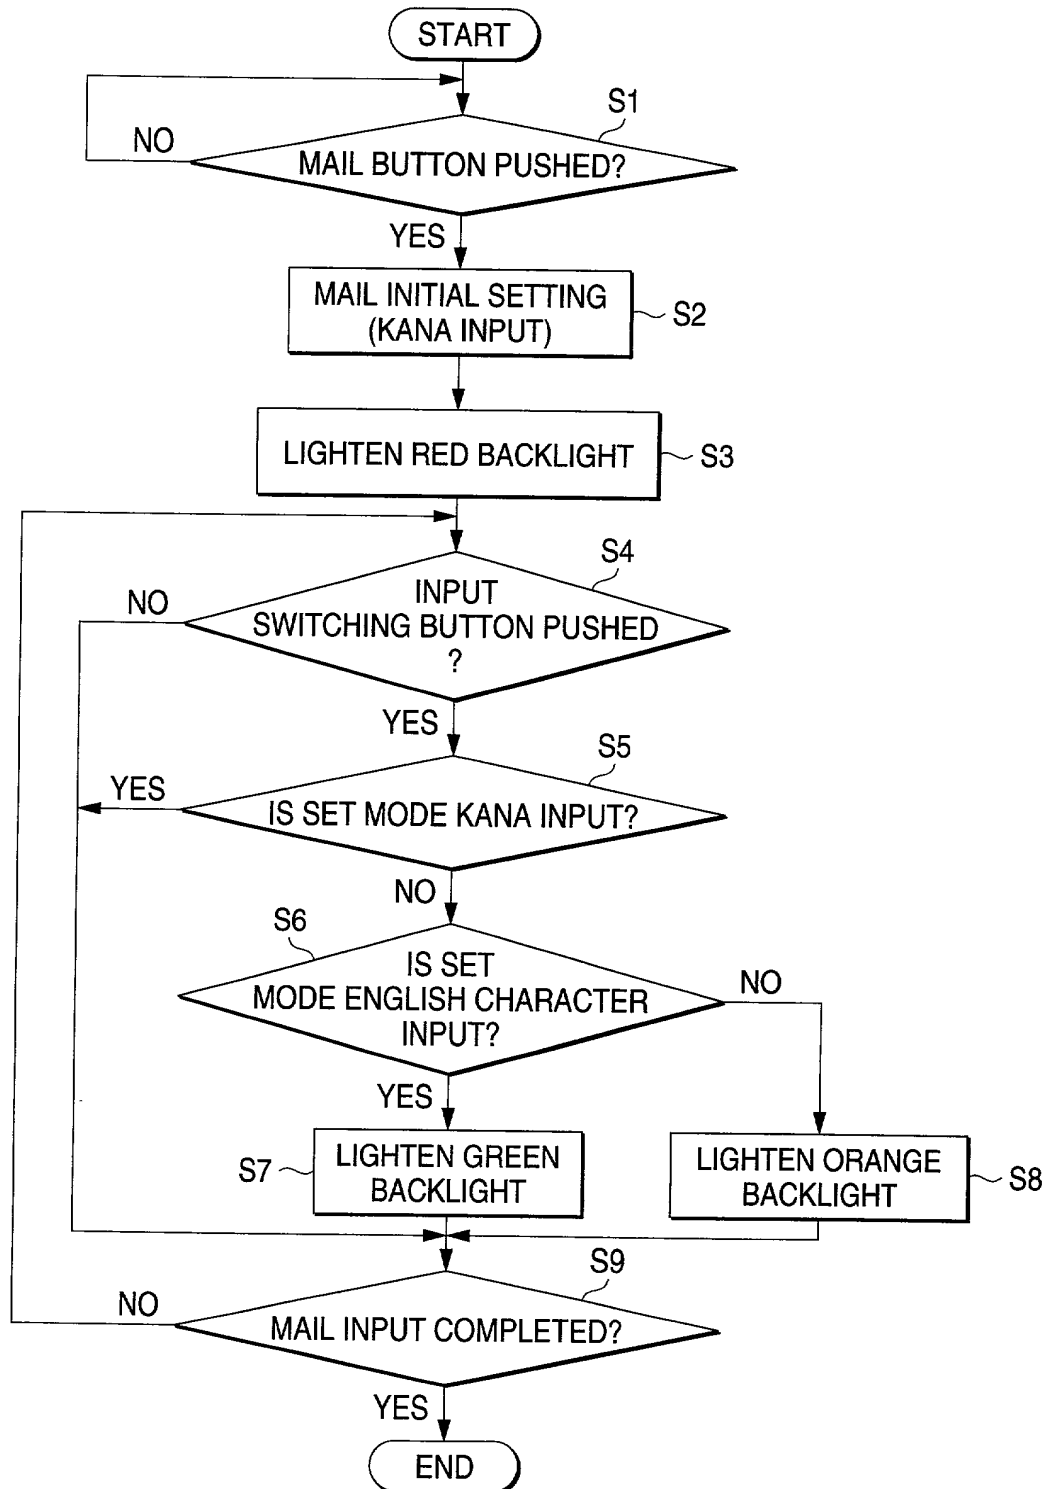 START
S1
NO
MAIL BUTTON PUSHED?
YES
MAIL INITIAL SETTING
(KANA INPUT)
S2
LIGHTEN RED BACKLIGHT
S3
S4
NO
INPUT
SWITCHING BUTTON PUSHED
?
YES
S5
YES
IS SET MODE KANA INPUT?
NO
S6
IS SET
MODE ENGLISH CHARACTER
INPUT?
NO
YES
S7
LIGHTEN GREEN
BACKLIGHT
LIGHTEN ORANGE
BACKLIGHT
S8
S9
NO
MAIL INPUT COMPLETED?
YES
END